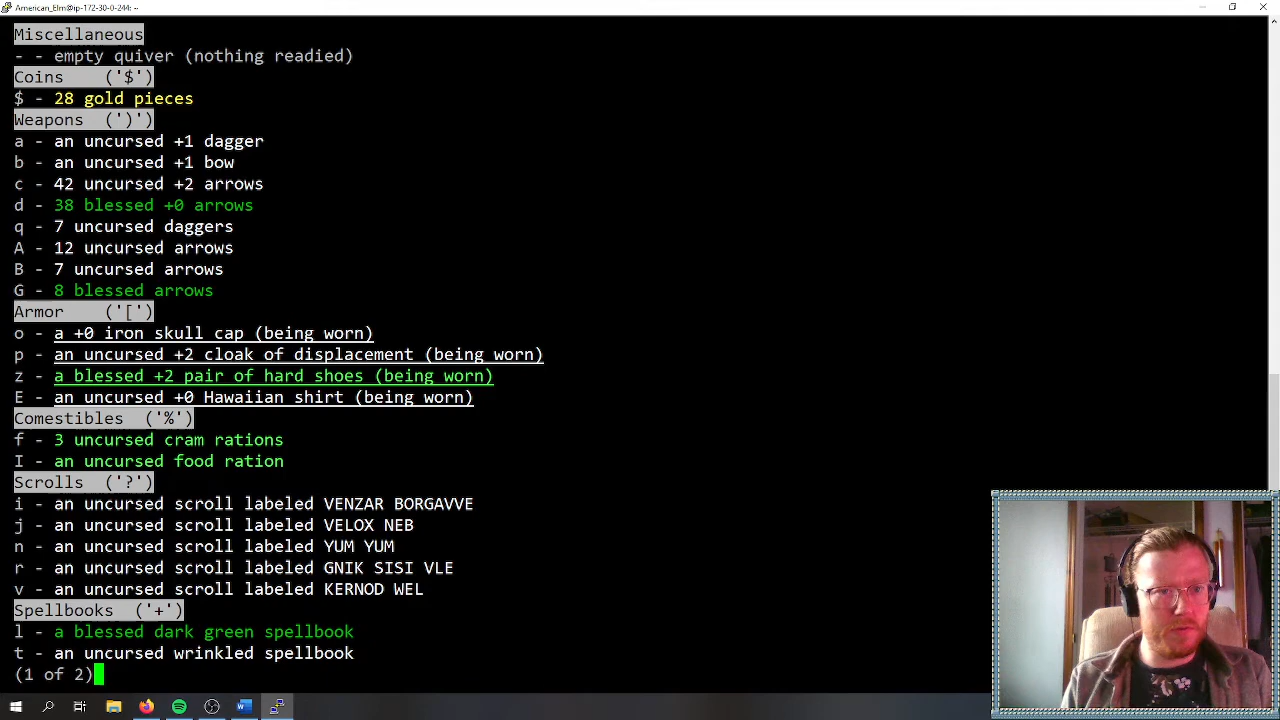 American_Elm@ip-172-30-0-244: ~
Miscellaneous
- - empty quiver (nothing readied)
Coins ('$')
$ - 28 gold pieces
Weapons (')')
a - an uncursed +1 dagger
b - an uncursed +1 bow
c - 42 uncursed +2 arrows
d - 38 blessed +0 arrows
q - 7 uncursed daggers
A - 12 uncursed arrows
B - 7 uncursed arrows
G - 8 blessed arrows
Armor ('[')
o - a +0 iron skull cap (being worn)
p - an uncursed +2 cloak of displacement (being worn)
z - a blessed +2 pair of hard shoes (being worn)
E - an uncursed +0 Hawaiian shirt (being worn)
Comestibles ('%')
f - 3 uncursed cram rations
I - an uncursed food ration
Scrolls ('?')
i - an uncursed scroll labeled VENZAR BORGAVVE
j - an uncursed scroll labeled VELOX NEB
n - an uncursed scroll labeled YUM YUM
r - an uncursed scroll labeled GNIK SISI VLE
v - an uncursed scroll labeled KERNOD WEL
Spellbooks ('+')
l - a blessed dark green spellbook
t - an uncursed wrinkled spellbook
(1 of 2)